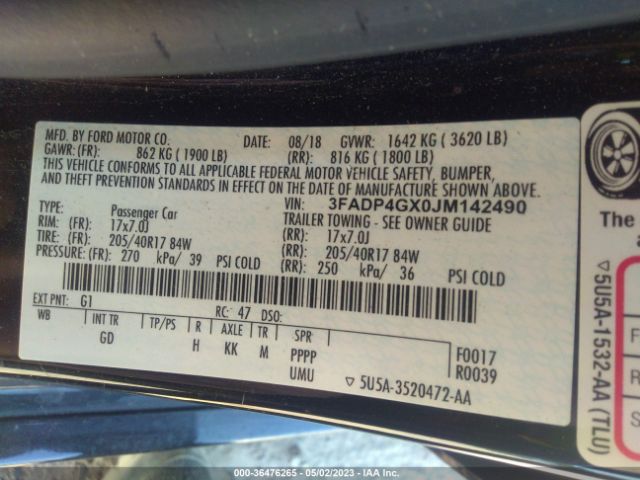 MFD. BY FORD MOTOR CO. DATE: 08/18 GVWR: 1642 KG ( 3620 LB)
GAWR: (FR): 862 KG ( 1900 LB) (RR): 816 KG ( 1800 LB)
THIS VEHICLE CONFORMS TO ALL APPLICABLE FEDERAL MOTOR VEHICLE SAFETY, BUMPER,
AND THEFT PREVENTION STANDARDS IN EFFECT ON THE DATE OF MANUFACTURE SHOWN ABOVE.
VIN: 3FADP4GX0JM142490
TYPE: Passenger Car TRAILER TOWING - SEE OWNER GUIDE
RIM: (FR): 17x7.0J (RR): 17x7.0J
TIRE: (FR): 205/40R17 84W (RR): 205/40R17 84W
PRESSURE: (FR): 270 kPa/ 39 PSI COLD (RR): 250 kPa/ 36 PSI COLD
EXT PNT: G1 RC: 47 DSO:
WB INT TR TP/PS R AXLE TR SPR F0017
GD H KK M PPPP R0039
UMU ▽ 5U5A-3520472-AA
The
▽ 5U5A-1532-AA (TLU)
F
R
S
© 36476265 - 05/02/2023 - IAA Inc.